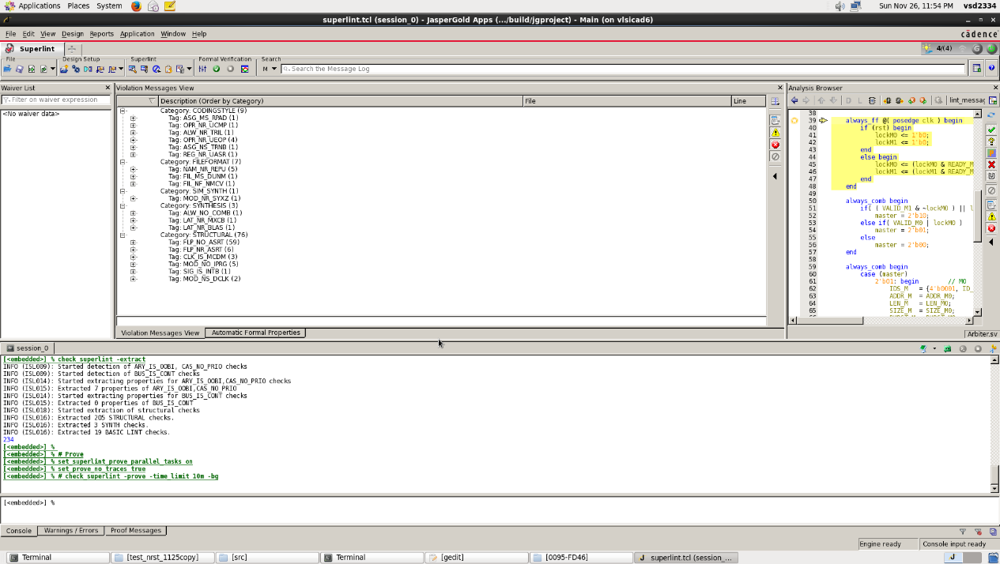 Applications Places System
Sun Nov 26, 11:54 PM vsd2334
superlint.tcl (session_0) - JasperGold Apps (.../build/jgproject) - Main (on vlsicad6)
File Edit View Design Reports Application Window Help
cādence
Superlint
4/(4)
File Design Setup Superlint Formal Verification Search
M Search the Message Log
Waiver List
Filter on waiver expression
<No waiver data>
Violation Messages View
Description (Order by Category) File Line
Category: CODINGSTYLE (9)
Tag: ASG_MS_RPAD (1)
Tag: OPR_NR_UCMP (1)
Tag: ALW_NR_TRIL (1)
Tag: OPR_NR_UEOP (4)
Tag: ASG_NS_TRNB (1)
Tag: REG_NR_UASR (1)
Category: FILEFORMAT (7)
Tag: NAM_NR_REPU (5)
Tag: FIL_MS_DUNM (1)
Tag: FIL_NF_NMCV (1)
Category: SIM_SYNTH (1)
Tag: MOD_NR_SYXZ (1)
Category: SYNTHESIS (3)
Tag: ALW_NO_COMB (1)
Tag: LAT_NR_MXCB (1)
Tag: LAT_NR_BLAS (1)
Category: STRUCTURAL (76)
Tag: FLP_NO_ASRT (59)
Tag: FLP_NR_ASRT (6)
Tag: CLK_IS_MCDM (3)
Tag: MOD_NO_IPRG (5)
Tag: SIG_IS_INTB (1)
Tag: MOD_NS_DCLK (2)
Violation Messages View Automatic Formal Properties
Analysis Browser
lint_messag
38
39 always_ff @( posedge clk ) begin
40 if (rst) begin
41 lockM0 <= 1'b0;
42 lockM1 <= 1'b0;
43 end
44 else begin
45 lockM0 <= (lockM0 & READY_M
46 lockM1 <= (lockM1 & READY_M
47 end
48 end
49
50 always_comb begin
51 if( ( VALID_M1 & ~lockM0 ) || l
52 master = 2'b10;
53 else if( VALID_M0 | lockM0 )
54 master = 2'b01;
55 else
56 master = 2'b00;
57 end
58
59 always_comb begin
60 case (master)
61 2'b01: begin // M0
62 IDS_M = {4'b0001, ID_
63 ADDR_M = ADDR_M0;
64 LEN_M = LEN_M0;
65 SIZE_M = SIZE_M0;
Arbiter.sv
session_0
[<embedded>] % check_superlint -extract
INFO (ISL009): Started detection of ARY_IS_OOBI, CAS_NO_PRIO checks
INFO (ISL009): Started detection of BUS_IS_CONT checks
INFO (ISL014): Started extracting properties for ARY_IS_OOBI,CAS_NO_PRIO checks
INFO (ISL015): Extracted 7 properties of ARY_IS_OOBI,CAS_NO_PRIO
INFO (ISL014): Started extracting properties for BUS_IS_CONT checks
INFO (ISL015): Extracted 0 properties of BUS_IS_CONT
INFO (ISL018): Started extraction of structural checks
INFO (ISL016): Extracted 205 STRUCTURAL checks.
INFO (ISL016): Extracted 3 SYNTH checks.
INFO (ISL016): Extracted 19 BASIC LINT checks.
234
[<embedded>] %
[<embedded>] % # Prove
[<embedded>] % set_superlint_prove_parallel_tasks on
[<embedded>] % set_prove_no_traces true
[<embedded>] % # check_superlint -prove -time_limit 10m -bg
[<embedded>] %
Console Warnings / Errors Proof Messages
Engine ready Console input ready
Terminal [test_nrst_1125copy] [src] Terminal [gedit] [0095-FD46] superlint.tcl (session_... J